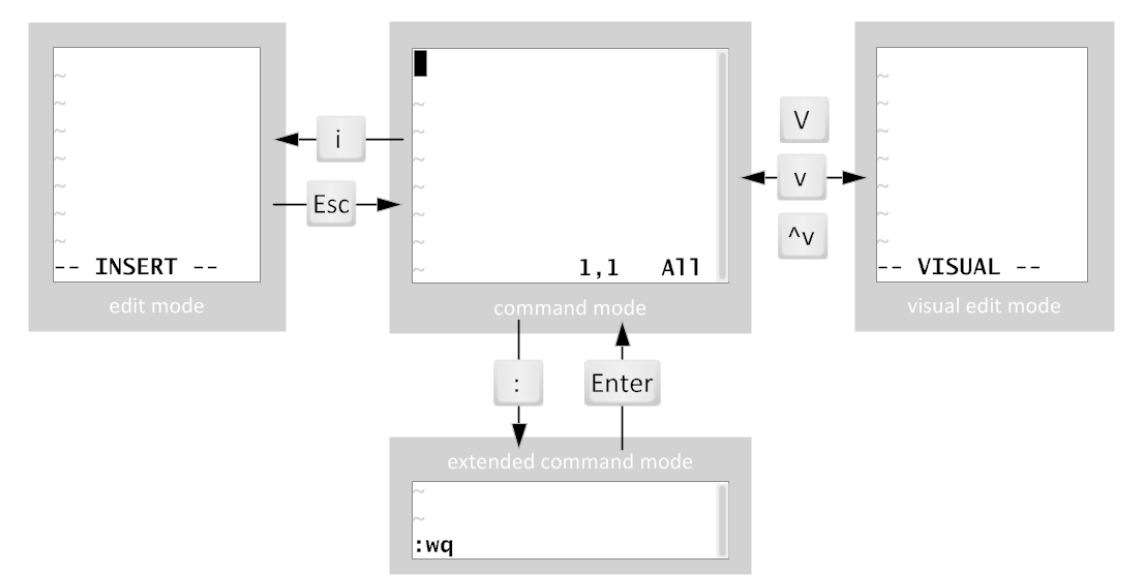 ~
~
~
~
~
~
~
-- INSERT --
edit mode
i
Esc
~
~
~
~
~
~
~
1,1 All
command mode
V
v
^v
~
~
~
~
~
~
~
-- VISUAL --
visual edit mode
:
Enter
extended command mode
~
~
:wq